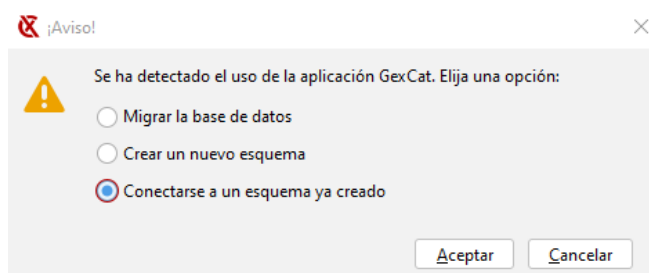 ¡Aviso!
Se ha detectado el uso de la aplicación GexCat. Elija una opción:
Migrar la base de datos
Crear un nuevo esquema
Conectarse a un esquema ya creado
Aceptar
Cancelar